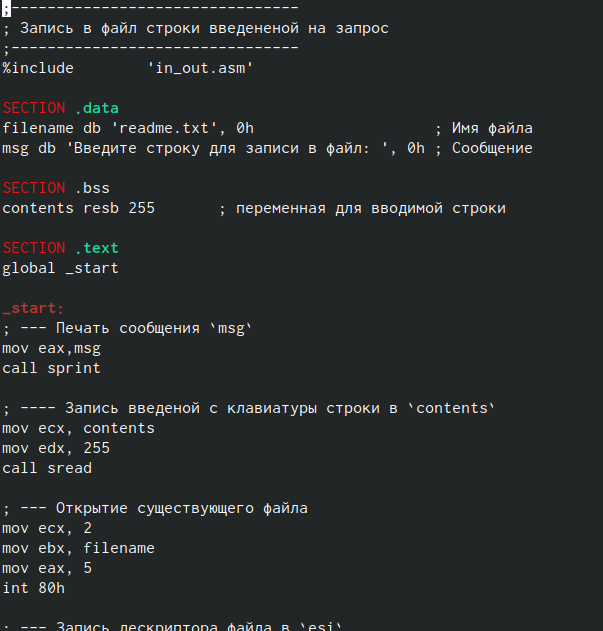 ;--------------------------------
; Запись в файл строки введененой на запрос
;--------------------------------
%include 'in_out.asm'
SECTION .data
filename db 'readme.txt', 0h ; Имя файла
msg db 'Введите строку для записи в файл: ', 0h ; Сообщение
SECTION .bss
contents resb 255 ; переменная для вводимой строки
SECTION .text
global _start
_start:
; --- Печать сообщения `msg`
mov eax,msg
call sprint
; ---- Запись введеной с клавиатуры строки в `contents`
mov ecx, contents
mov edx, 255
call sread
; --- Открытие существующего файла
mov ecx, 2
mov ebx, filename
mov eax, 5
int 80h
; --- Запись дескриптора файла в `esi`